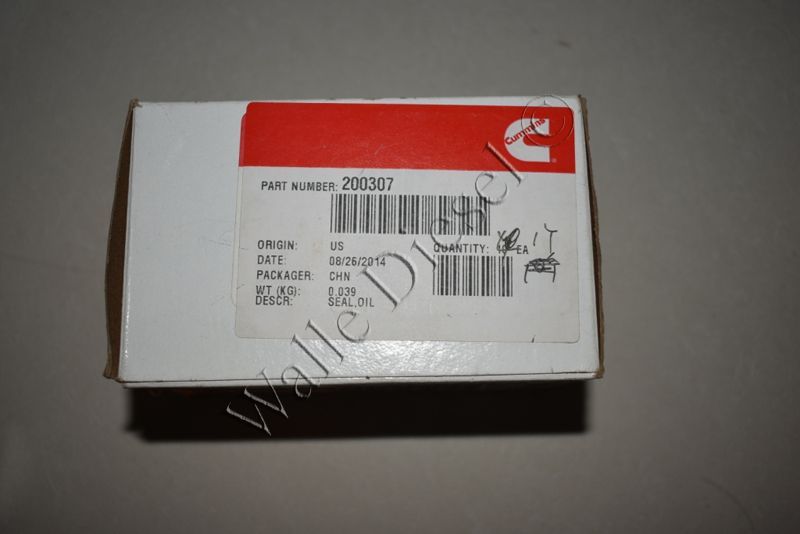 Cummins
PART NUMBER: 200307
ORIGIN: US
DATE: 08/26/2014
PACKAGER: CHN
WT (KG): 0.039
DESCR: SEAL,OIL
QUANTITY: EA
Walle Diesel ©